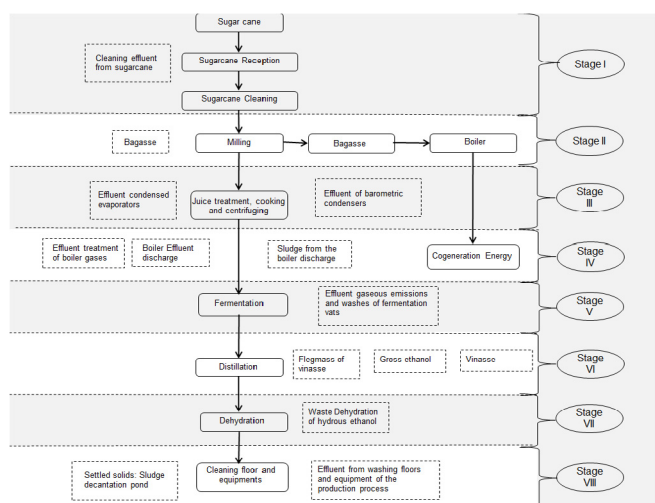 Sugar cane
Cleaning effluent
from sugarcane
Sugarcane Reception
Stage I
Sugarcane Cleaning
Bagasse
Milling
Bagasse
Boiler
Stage II
Effluent condensed
evaporators
Juice treatment, cooking
and centrifuging
Effluent of barometric
condensers
Stage
III
Effluent treatment
of boiler gases
Boiler Effluent
discharge
Sludge from the
boiler discharge
Cogeneration Energy
Stage
IV
Fermentation
Effluent gaseous emissions
and washes of fermentation
vats
Stage
V
Distillation
Flegmass of
vinasse
Gross ethanol
Vinasse
Stage
VI
Dehydration
Waste Dehydration
of hydrous ethanol
Stage
VII
Settled solids: Sludge
decantation pond
Cleaning floor and
equipments
Effluent from washing floors
and equipment of the
production process
Stage
VIII